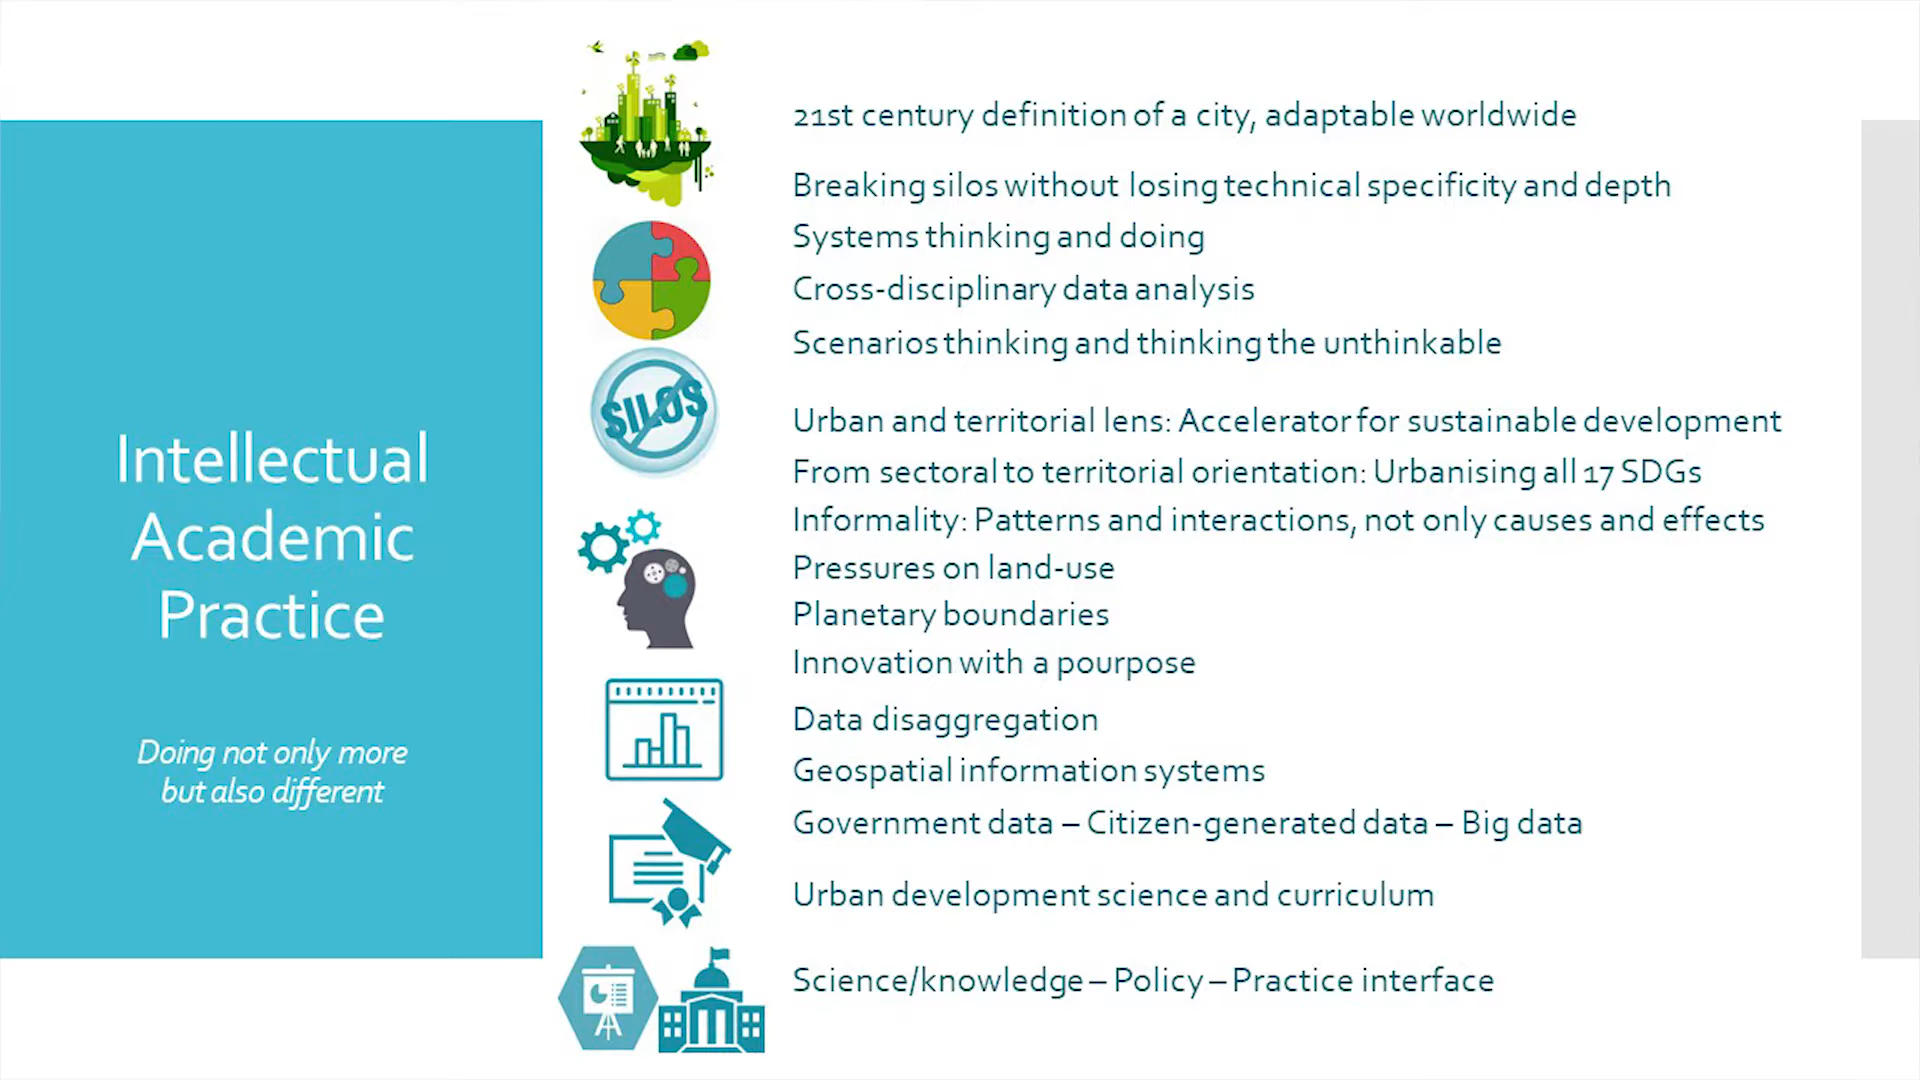 Intellectual
Academic
Practice
Doing not only more
but also different
21st century definition of a city, adaptable worldwide
Breaking silos without losing technical specificity and depth
Systems thinking and doing
Cross-disciplinary data analysis
Scenarios thinking and thinking the unthinkable
SILOS
Urban and territorial lens: Accelerator for sustainable development
From sectoral to territorial orientation: Urbanising all 17 SDGs
Informality: Patterns and interactions, not only causes and effects
Pressures on land-use
Planetary boundaries
Innovation with a pourpose
Data disaggregation
Geospatial information systems
Government data – Citizen-generated data – Big data
Urban development science and curriculum
Science/knowledge – Policy – Practice interface